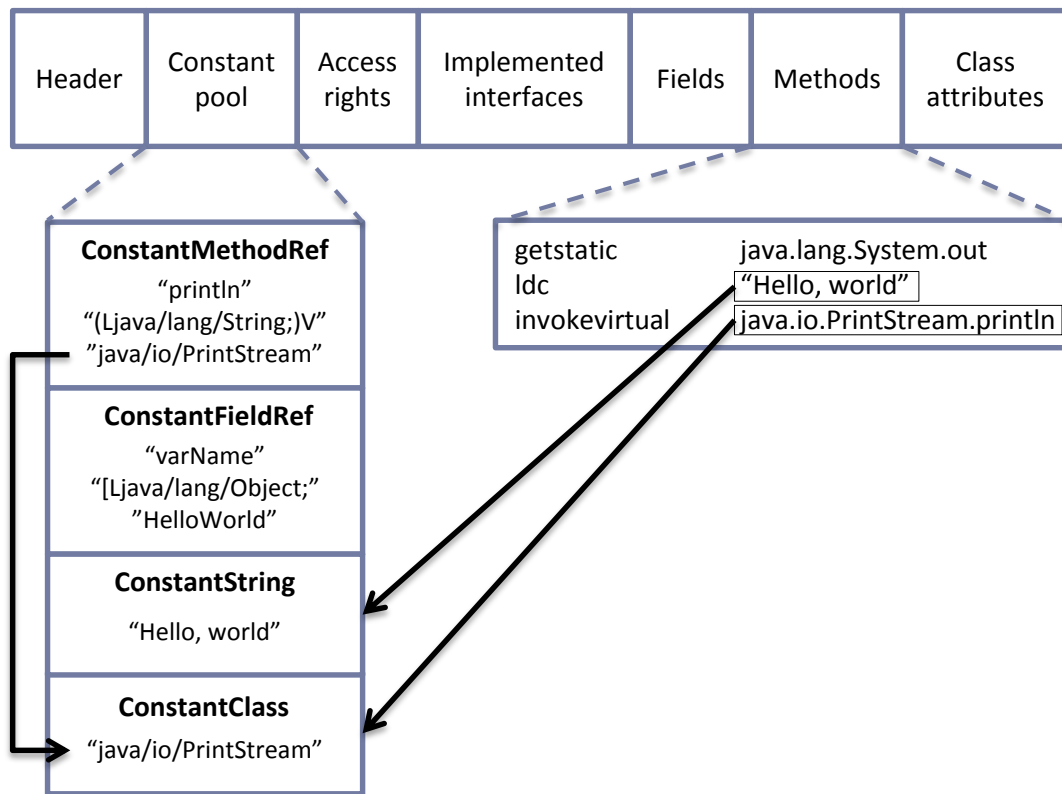 Header
Constant
pool
Access
rights
Implemented
interfaces
Fields
Methods
Class
attributes
ConstantMethodRef
“println”
“(Ljava/lang/String;)V”
”java/io/PrintStream”
ConstantFieldRef
“varName”
“[Ljava/lang/Object;”
”HelloWorld”
ConstantString
“Hello, world”
ConstantClass
“java/io/PrintStream”
getstatic java.lang.System.out
ldc “Hello, world”
invokevirtual java.io.PrintStream.println